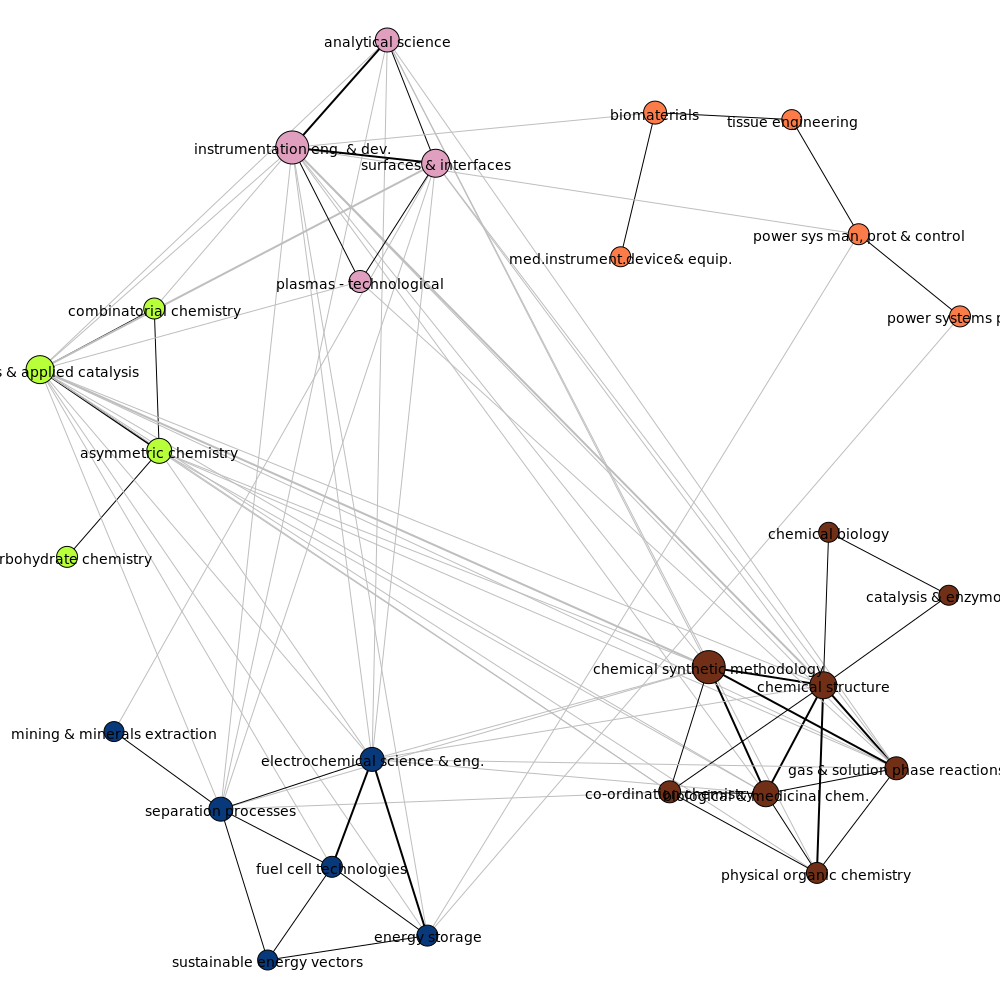 analytical science
biomaterials
tissue engineering
instrumentation eng. & dev.
surfaces & interfaces
power sys man, prot & control
med.instrument.device& equip.
plasmas - technological
combinatorial chemistry
power systems p
s & applied catalysis
asymmetric chemistry
chemical biology
rbohydrate chemistry
catalysis & enzymo
chemical synthetic methodology
chemical structure
mining & minerals extraction
electrochemical science & eng.
gas & solution phase reactions
co-ordination chemistry
biological & medicinal chem.
separation processes
fuel cell technologies
physical organic chemistry
energy storage
sustainable energy vectors